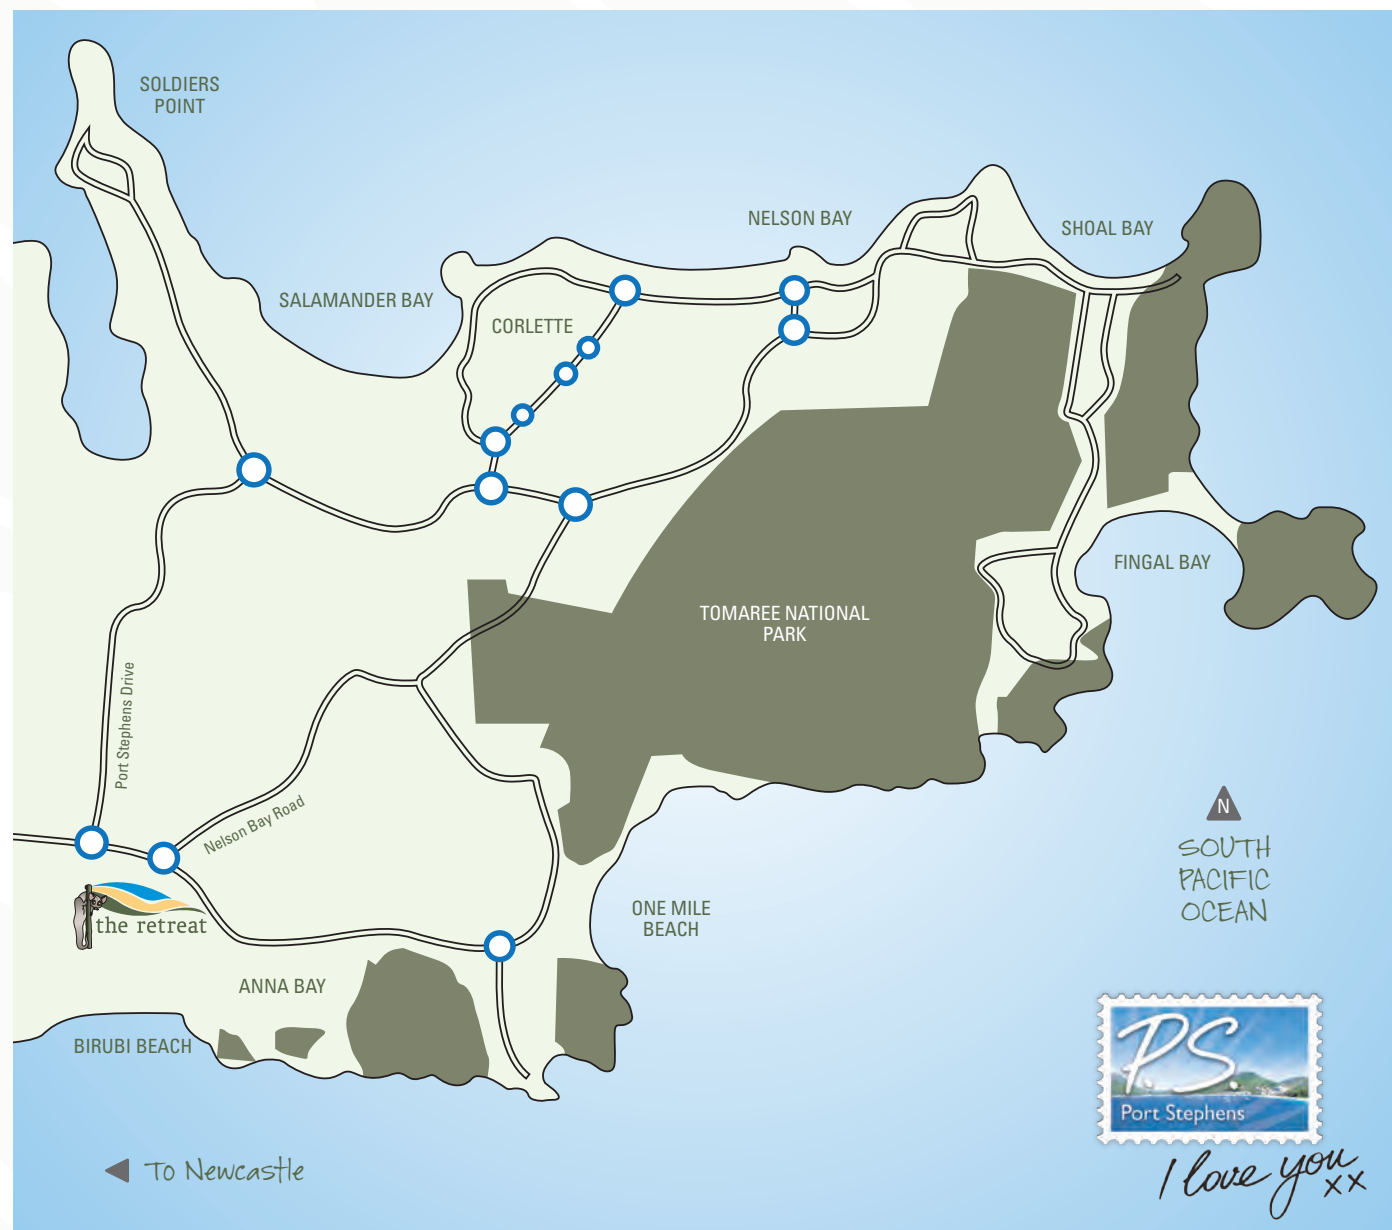 SOLDIERS
POINT
NELSON BAY
SHOAL BAY
SALAMANDER BAY
CORLETTE
FINGAL BAY
TOMAREE NATIONAL
PARK
Port Stephens Drive
Nelson Bay Road
N
SOUTH
PACIFIC
OCEAN
the retreat
ONE MILE
BEACH
ANNA BAY
BIRUBI BEACH
P.S.
Port Stephens
I love you
xx
To Newcastle